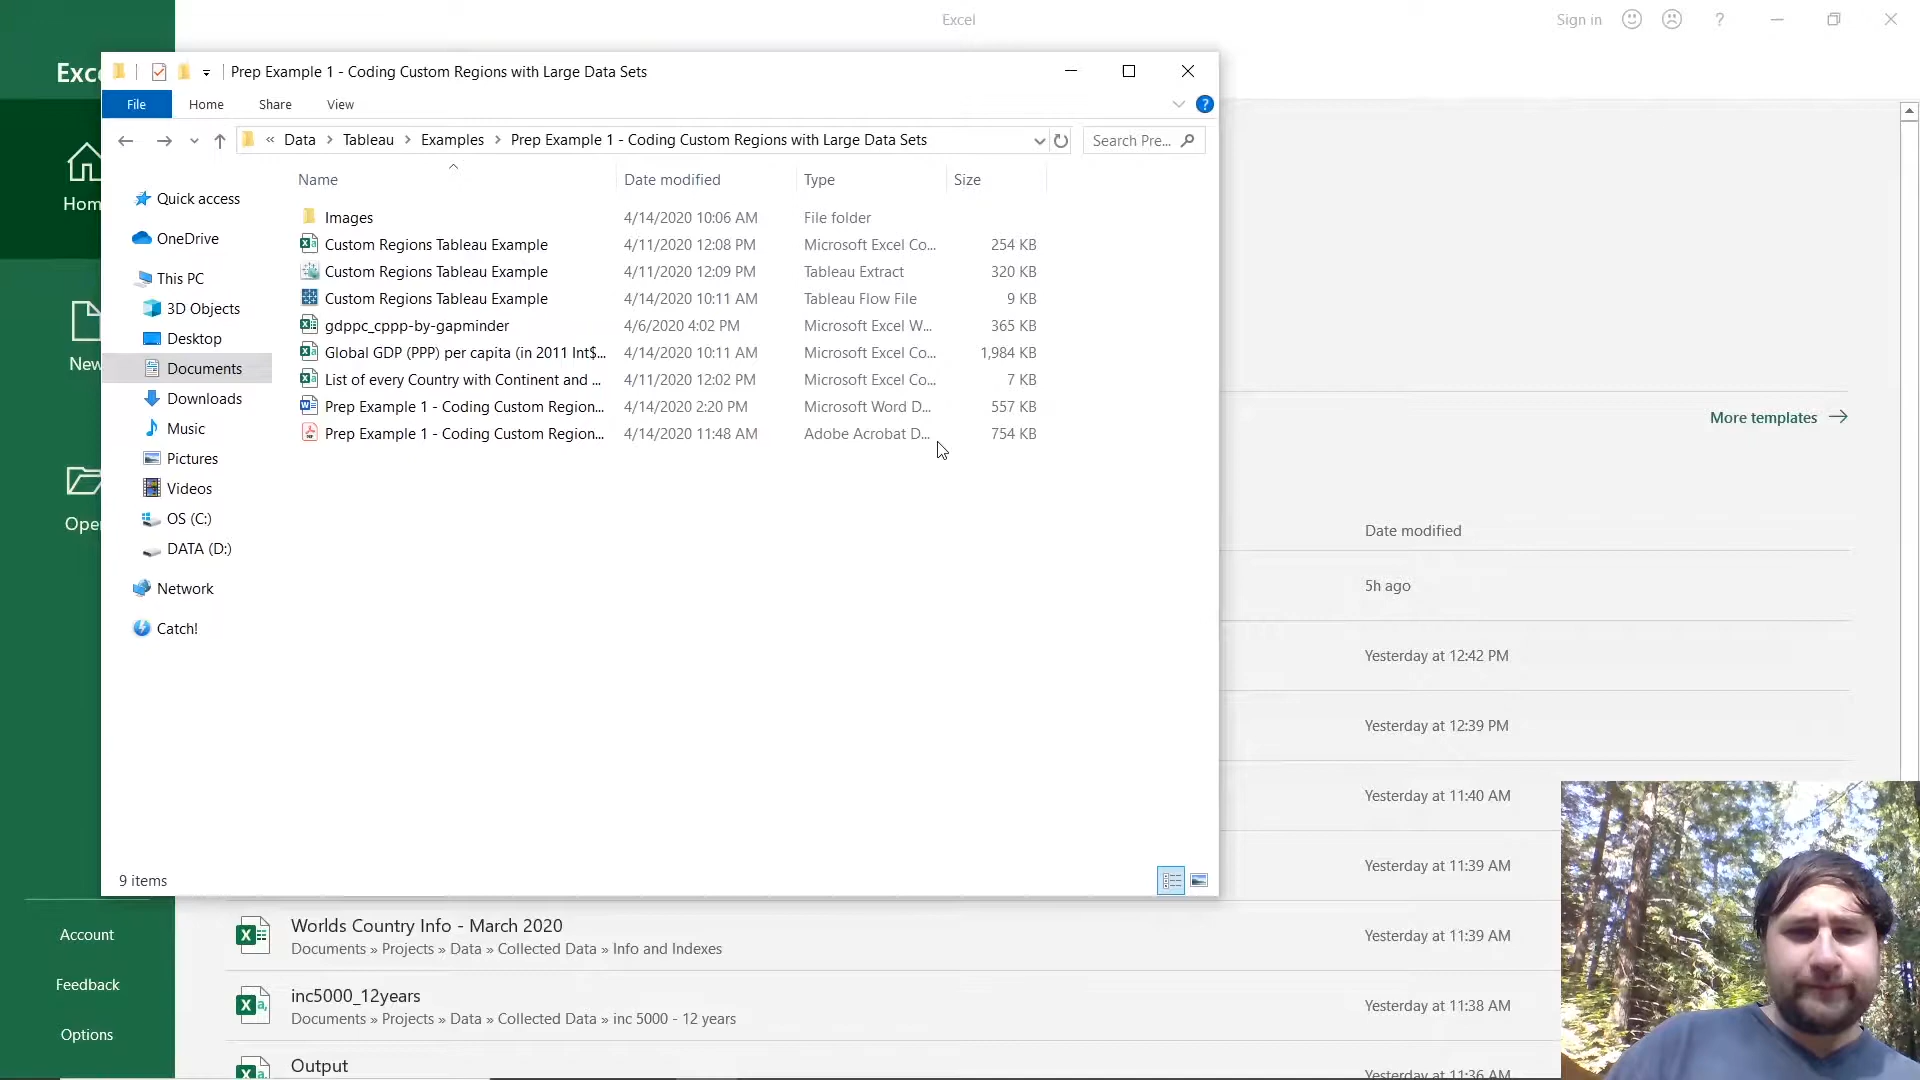 Excel
Sign in
?
Exc
Prep Example 1 - Coding Custom Regions with Large Data Sets
File
Home
Share
View
?
« Data > Tableau > Examples > Prep Example 1 - Coding Custom Regions with Large Data Sets
Search Pre...
Name
Date modified
Type
Size
Images 4/14/2020 10:06 AM File folder
Custom Regions Tableau Example 4/11/2020 12:08 PM Microsoft Excel Co... 254 KB
Custom Regions Tableau Example 4/11/2020 12:09 PM Tableau Extract 320 KB
Custom Regions Tableau Example 4/14/2020 10:11 AM Tableau Flow File 9 KB
gdppc_cppp-by-gapminder 4/6/2020 4:02 PM Microsoft Excel W... 365 KB
Global GDP (PPP) per capita (in 2011 Int$... 4/14/2020 10:11 AM Microsoft Excel Co... 1,984 KB
List of every Country with Continent and ... 4/11/2020 12:02 PM Microsoft Excel Co... 7 KB
Prep Example 1 - Coding Custom Region... 4/14/2020 2:20 PM Microsoft Word D... 557 KB
Prep Example 1 - Coding Custom Region... 4/14/2020 11:48 AM Adobe Acrobat D... 754 KB
Quick access
OneDrive
This PC
3D Objects
Desktop
Documents
Downloads
Music
Pictures
Videos
OS (C:)
DATA (D:)
Network
Catch!
9 items
Hom
New
Ope
Account
Feedback
Options
More templates
Date modified
5h ago
Yesterday at 12:42 PM
Yesterday at 12:39 PM
Yesterday at 11:40 AM
Yesterday at 11:39 AM
Worlds Country Info - March 2020
Documents » Projects » Data » Collected Data » Info and Indexes
Yesterday at 11:39 AM
inc5000_12years
Documents » Projects » Data » Collected Data » inc 5000 - 12 years
Yesterday at 11:38 AM
Output
Yesterday at 11:36 AM